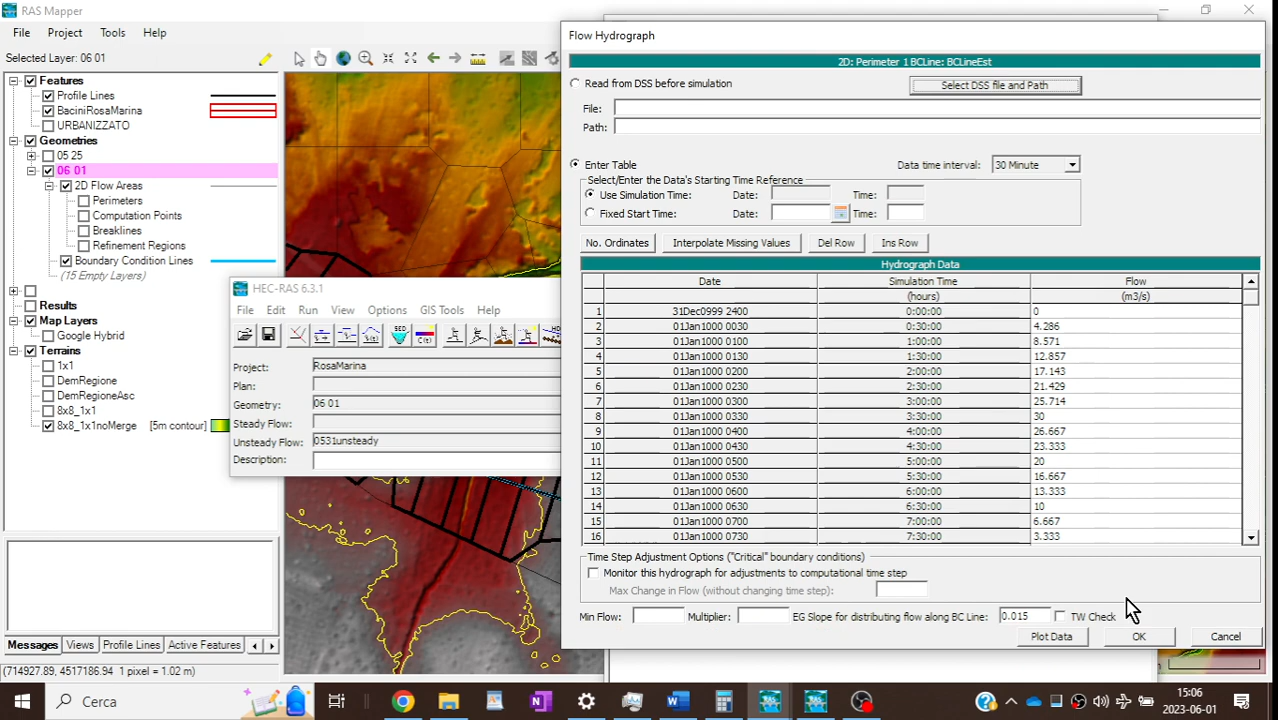 RAS Mapper
File Project Tools Help
Selected Layer: 06 01
Features
Profile Lines
BaciniRosaMarina
URBANIZZATO
Geometries
05 25
06 01
2D Flow Areas
Perimeters
Computation Points
Breaklines
Refinement Regions
Boundary Condition Lines
(15 Empty Layers)
Results
Map Layers
Google Hybrid
Terrains
1x1
DemRegione
DemRegioneAsc
8x8_1x1
8x8_1x1noMerge [5m contour]
Messages Views Profile Lines Active Features
(714927.89, 4517186.94 1 pixel = 1.02 m)
HEC-RAS 6.3.1
File Edit Run View Options GIS Tools Help
Project: RosaMarina
Plan:
Geometry: 06 01
Steady Flow:
Unsteady Flow: 0531unsteady
Description:
Flow Hydrograph
2D: Perimeter 1 BCLine: BCLineEst
Read from DSS before simulation Select DSS file and Path
File:
Path:
Enter Table Data time interval: 30 Minute
Select/Enter the Data's Starting Time Reference
Use Simulation Time: Date: Time:
Fixed Start Time: Date: Time:
No. Ordinates Interpolate Missing Values Del Row Ins Row
Hydrograph Data
Date Simulation Time Flow
(hours) (m3/s)
1 31Dec0999 2400 0:00:00 0
2 01Jan1000 0030 0:30:00 4.286
3 01Jan1000 0100 1:00:00 8.571
4 01Jan1000 0130 1:30:00 12.857
5 01Jan1000 0200 2:00:00 17.143
6 01Jan1000 0230 2:30:00 21.429
7 01Jan1000 0300 3:00:00 25.714
8 01Jan1000 0330 3:30:00 30
9 01Jan1000 0400 4:00:00 26.667
10 01Jan1000 0430 4:30:00 23.333
11 01Jan1000 0500 5:00:00 20
12 01Jan1000 0530 5:30:00 16.667
13 01Jan1000 0600 6:00:00 13.333
14 01Jan1000 0630 6:30:00 10
15 01Jan1000 0700 7:00:00 6.667
16 01Jan1000 0730 7:30:00 3.333
Time Step Adjustment Options ("Critical" boundary conditions)
Monitor this hydrograph for adjustments to computational time step
Max Change in Flow (without changing time step):
Min Flow: Multiplier: EG Slope for distributing flow along BC Line: 0.015 TW Check
Plot Data OK Cancel
Cerca
15:06
2023-06-01